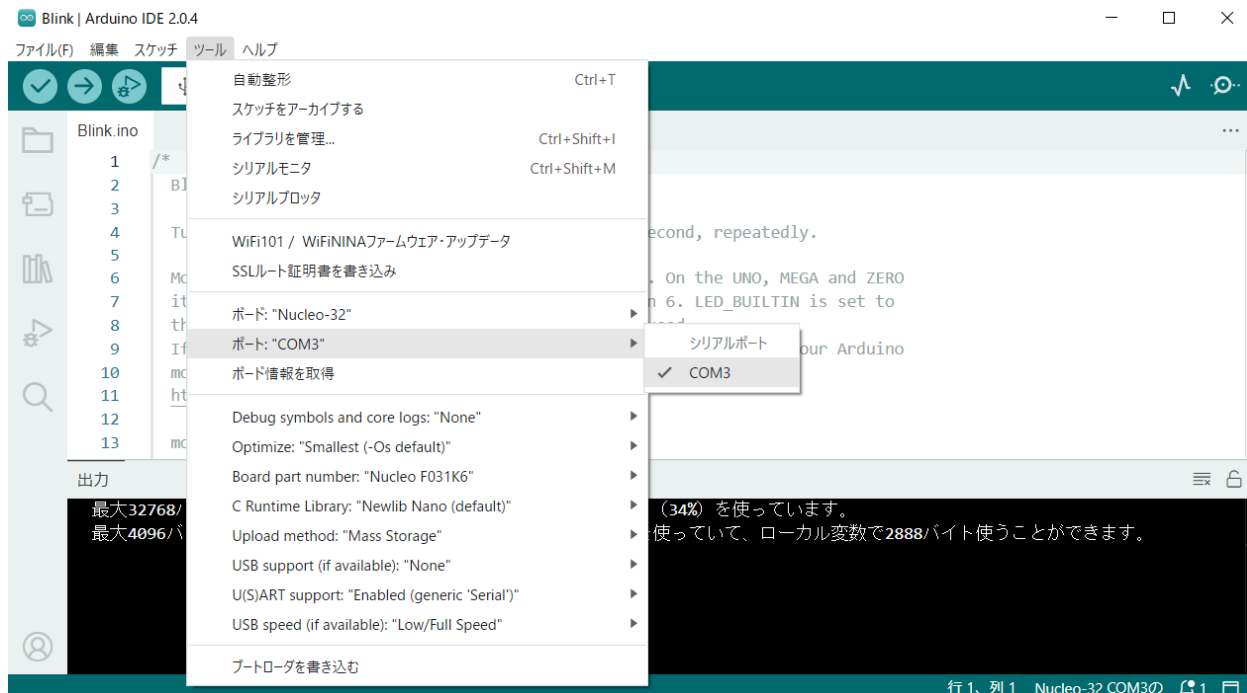 Blink | Arduino IDE 2.0.4
ファイル(F) 編集 スケッチ ツール ヘルプ
自動整形 Ctrl+T
スケッチをアーカイブする
ライブラリを管理... Ctrl+Shift+I
シリアルモニタ Ctrl+Shift+M
シリアルプロッタ
WiFi101 / WiFiNINAファームウェア・アップデータ
SSLルート証明書を書き込み
ボード: "Nucleo-32"
ポート: "COM3"
シリアルポート
COM3
ボード情報を取得
Debug symbols and core logs: "None"
Optimize: "Smallest (-Os default)"
Board part number: "Nucleo F031K6"
C Runtime Library: "Newlib Nano (default)"
Upload method: "Mass Storage"
USB support (if available): "None"
U(S)ART support: "Enabled (generic 'Serial')"
USB speed (if available): "Low/Full Speed"
ブートローダを書き込む
Blink.ino
1 /*
2
3
4 econd, repeatedly.
5
6 . On the UNO, MEGA and ZERO
7 it n 6. LED_BUILTIN is set to
8
9 If our Arduino
10
11
12
13
出力
最大32768/ （34%）を使っています。
最大4096バ 使っていて、ローカル変数で2888バイト使うことができます。
行 1、列 1 Nucleo-32 COM3の 1